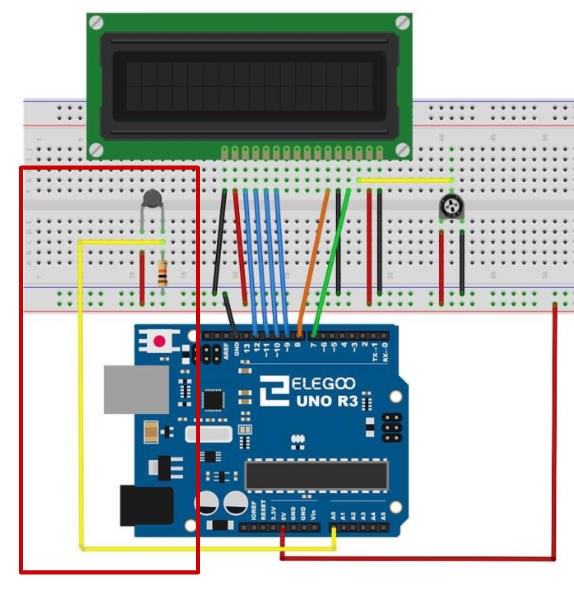 AREF
GND
13
12
~11
~10
~9
8
7
~6
~5
4
~3
2
TX→1
RX←0
ELEGOO
UNO R3
IOREF
RESET
3.3V
5V
GND
GND
Vin
A0
A1
A2
A3
A4
A5